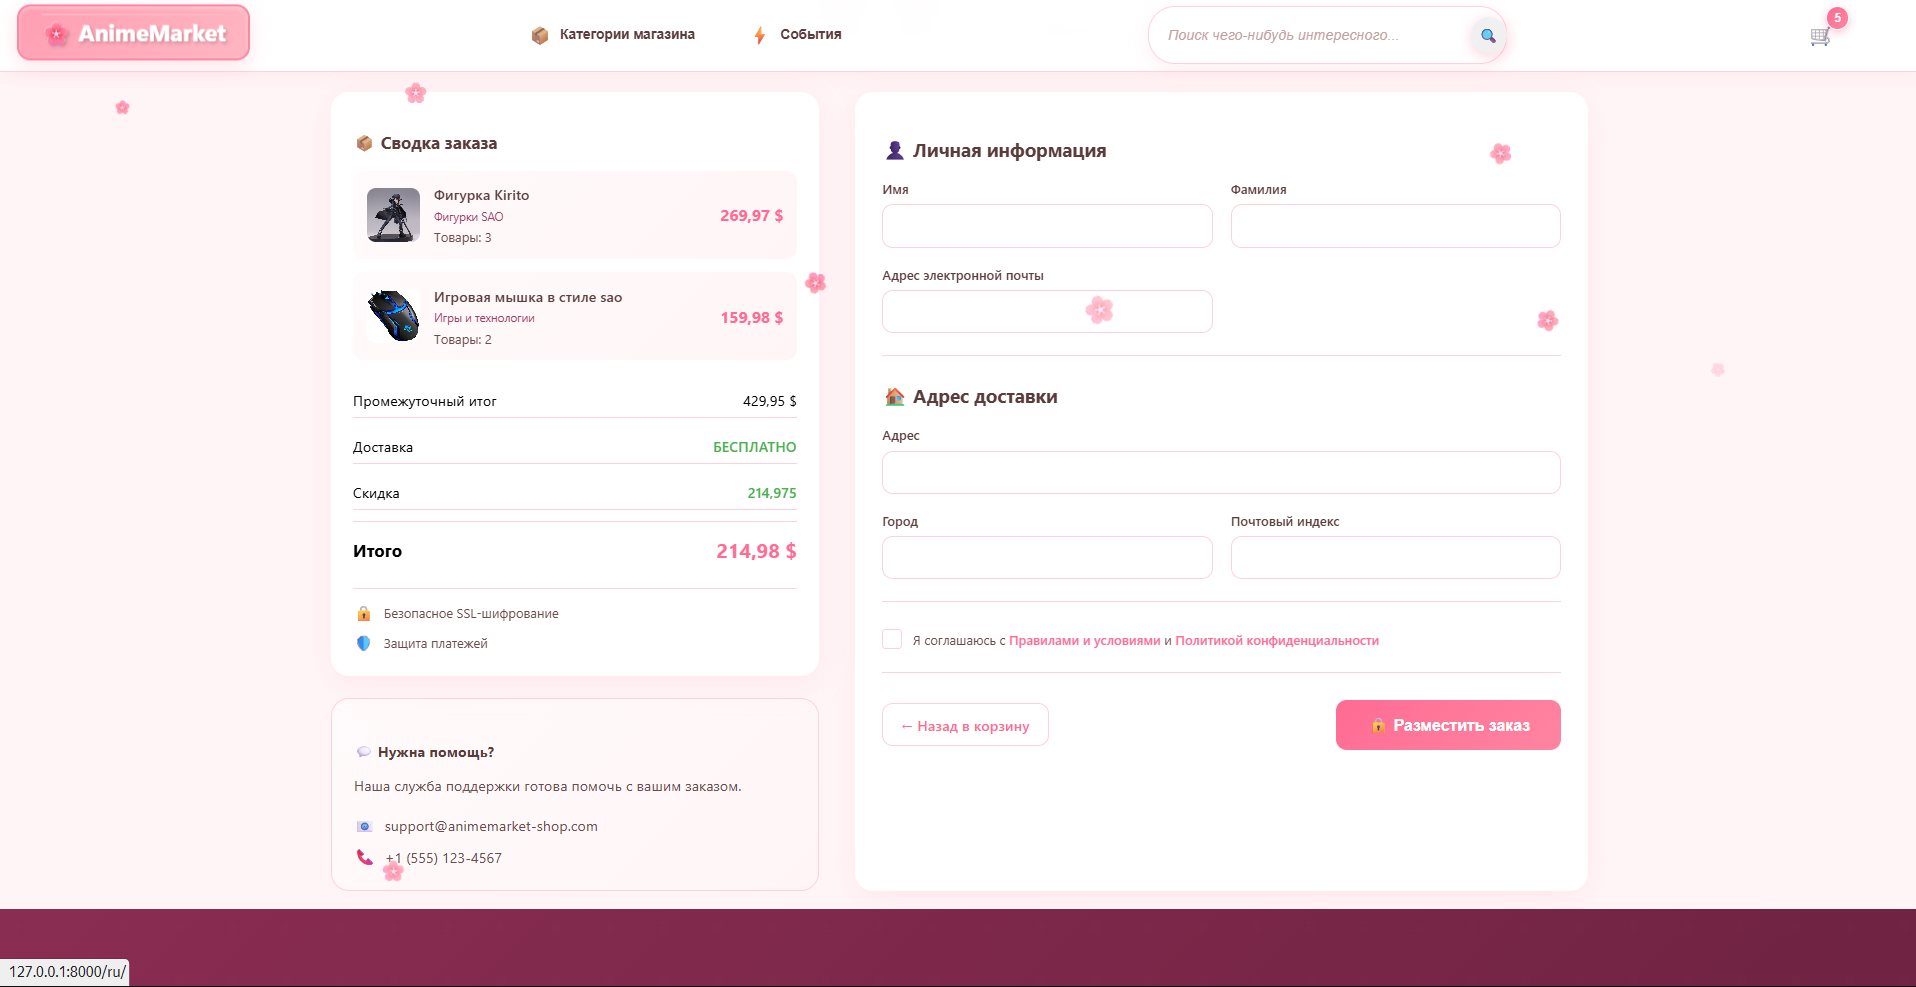 AnimeMarket
Категории магазина
События
Поиск чего-нибудь интересного...
5
Сводка заказа
Фигурка Kirito
Фигурки SAO
Товары: 3
269,97 $
Игровая мышка в стиле sao
Игры и технологии
Товары: 2
159,98 $
Промежуточный итог 429,95 $
Доставка БЕСПЛАТНО
Скидка 214,975
Итого 214,98 $
Безопасное SSL-шифрование
Защита платежей
Нужна помощь?
Наша служба поддержки готова помочь с вашим заказом.
support@animemarket-shop.com
+1 (555) 123-4567
Личная информация
Имя Фамилия
Адрес электронной почты
Адрес доставки
Адрес
Город Почтовый индекс
Я соглашаюсь с Правилами и условиями и Политикой конфиденциальности
← Назад в корзину
Разместить заказ
127.0.0.1:8000/ru/